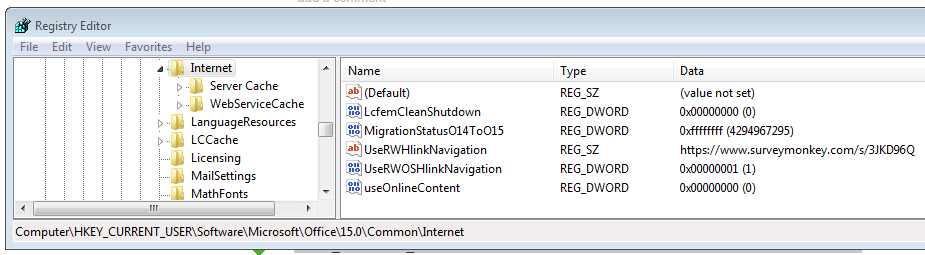 add a comment
Registry Editor
File Edit View Favorites Help
Internet
Server Cache
WebServiceCache
LanguageResources
LCCache
Licensing
MailSettings
MathFonts
Name Type Data
ab (Default) REG_SZ (value not set)
LcfemCleanShutdown REG_DWORD 0x00000000 (0)
MigrationStatusO14ToO15 REG_DWORD 0xffffffff (4294967295)
ab UseRWHlinkNavigation REG_SZ https://www.surveymonkey.com/s/3JKD96Q
UseRWOSHlinkNavigation REG_DWORD 0x00000001 (1)
useOnlineContent REG_DWORD 0x00000000 (0)
Computer\HKEY_CURRENT_USER\Software\Microsoft\Office\15.0\Common\Internet